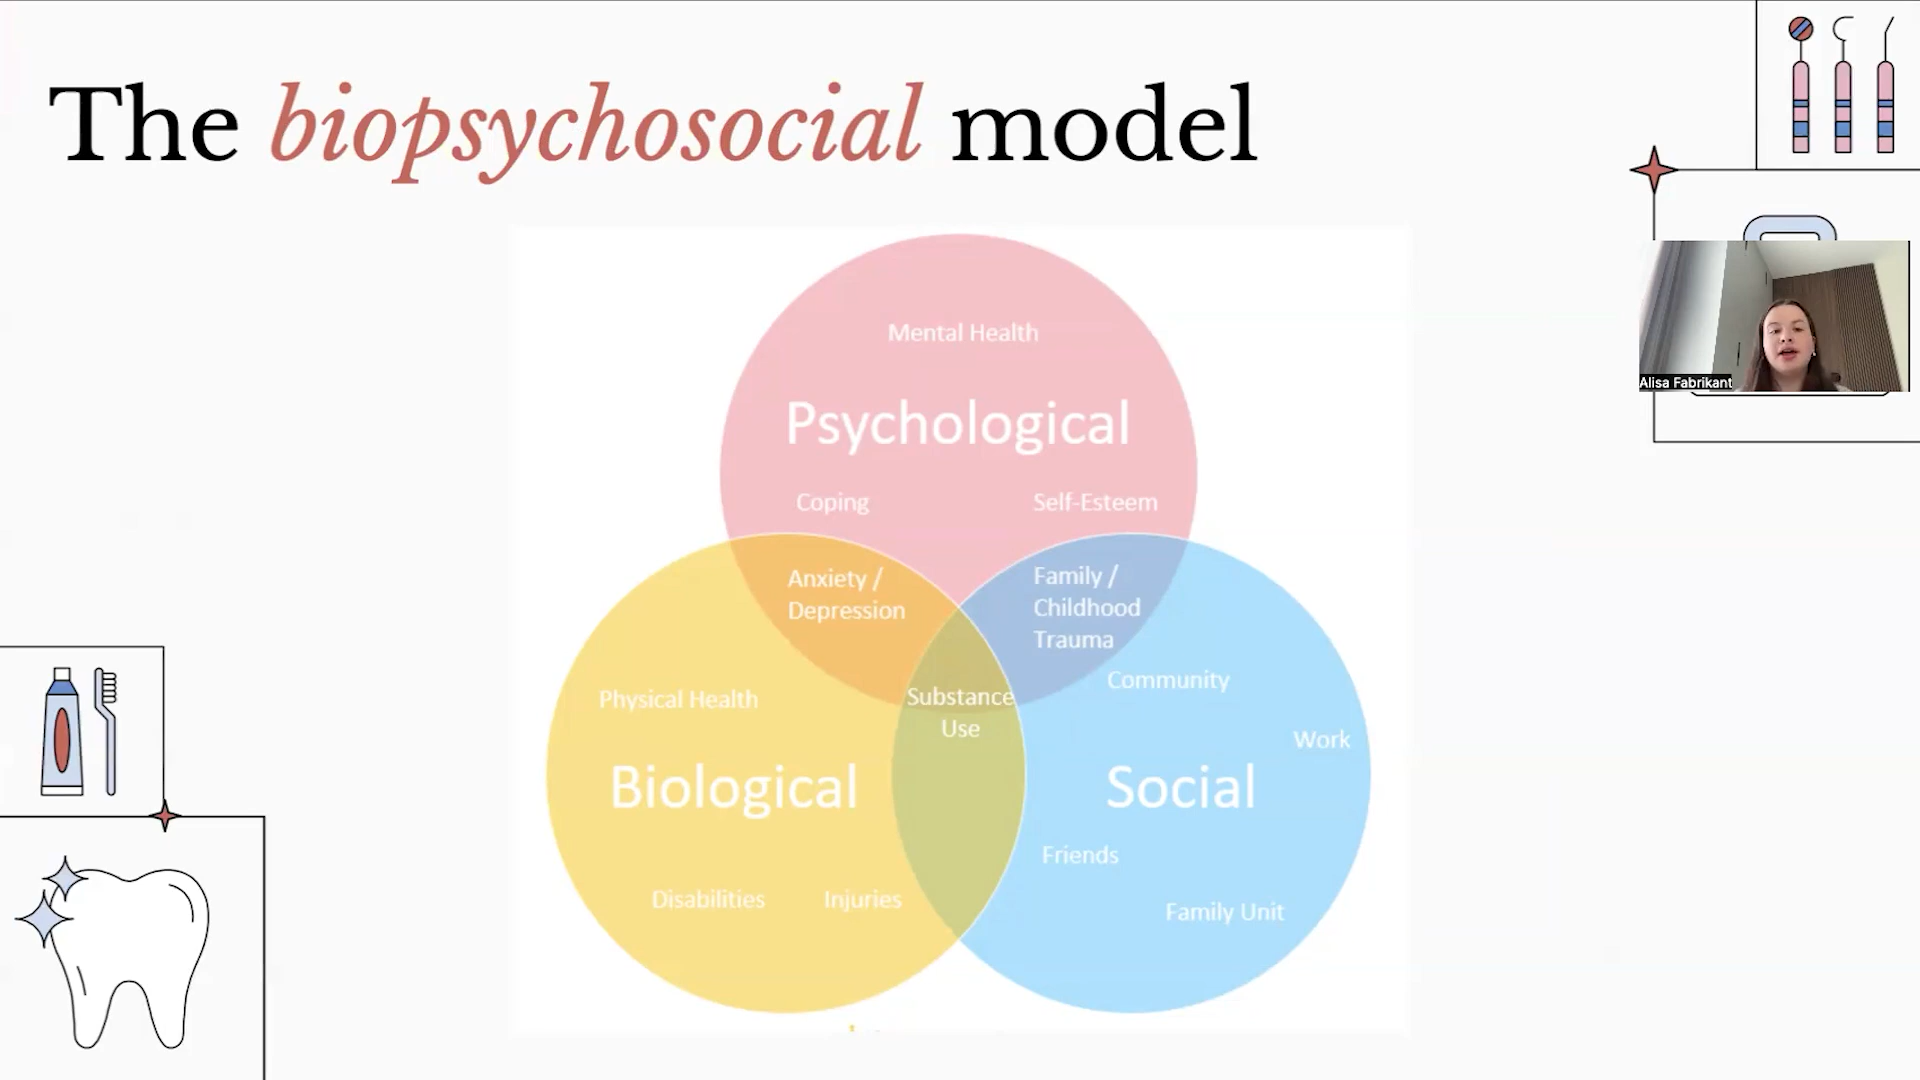 The biopsychosocial model
Mental Health
Psychological
Coping
Self-Esteem
Anxiety /
Depression
Family /
Childhood
Trauma
Substance
Use
Physical Health
Biological
Disabilities
Injuries
Community
Work
Social
Friends
Family Unit
Alisa Fabrikant